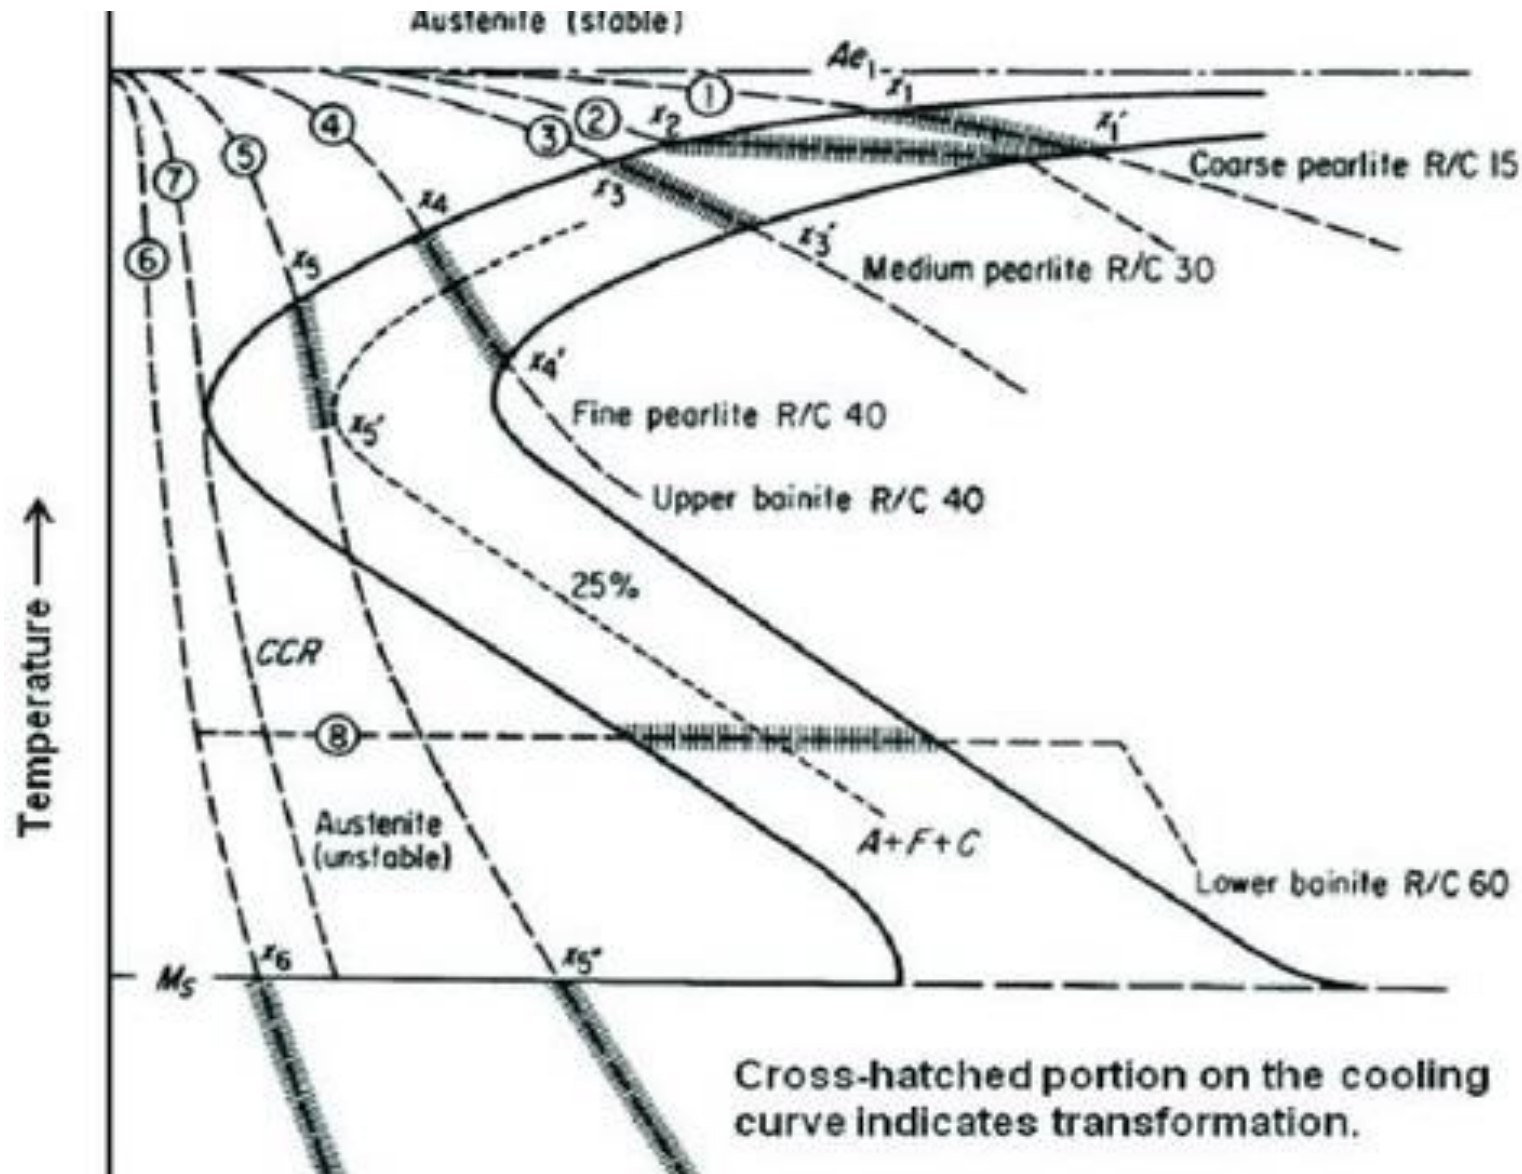 Austenite (stable)
Ae₁
①
x₁
②
x₂
x₁′
③
④
Coarse pearlite R/C 15
⑤
⑦
x₃
x₄
x₃′
⑥
x₅
Medium pearlite R/C 30
x₄′
Fine pearlite R/C 40
x₅′
Upper bainite R/C 40
25%
CCR
⑧
Austenite
(unstable)
A+F+C
Lower bainite R/C 60
x₆
x₅″
Mₛ
Temperature →
Cross-hatched portion on the cooling
curve indicates transformation.